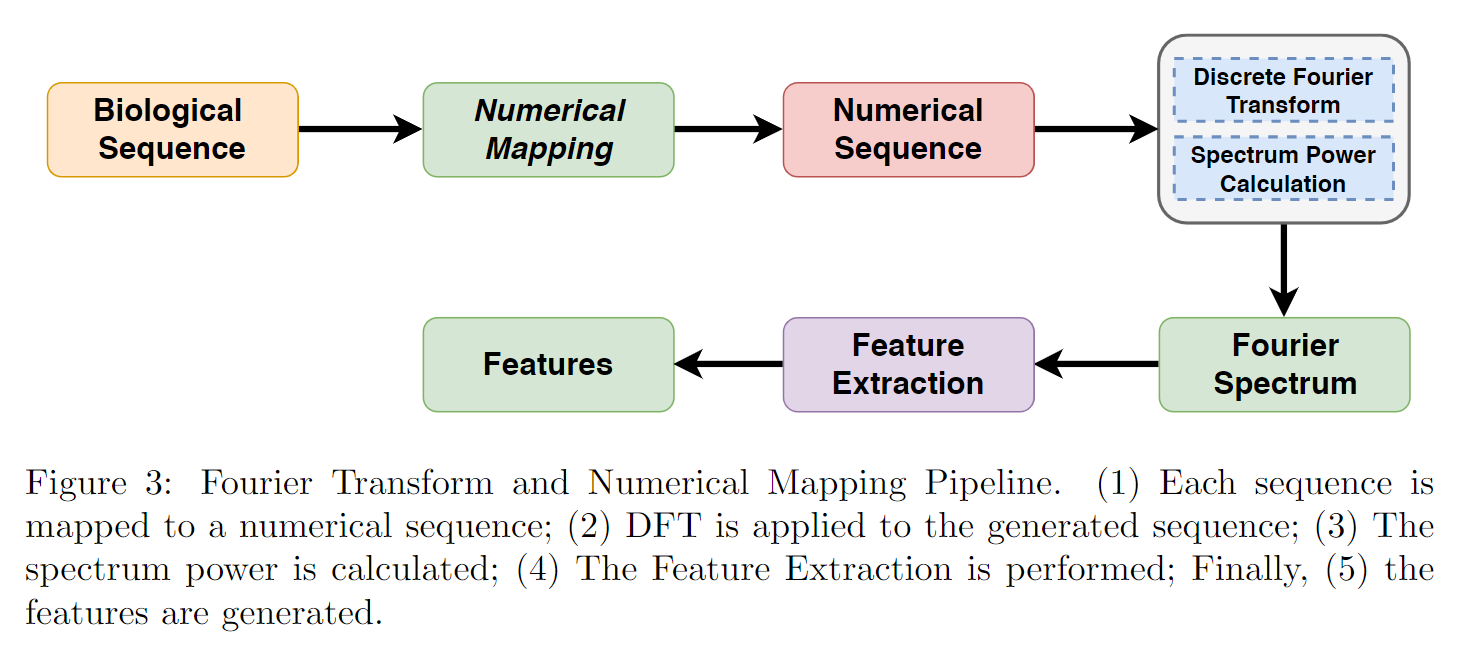 Biological
Sequence
Numerical
Mapping
Numerical
Sequence
Discrete Fourier
Transform
Spectrum Power
Calculation
Features
Feature
Extraction
Fourier
Spectrum
Figure 3: Fourier Transform and Numerical Mapping Pipeline. (1) Each sequence is
mapped to a numerical sequence; (2) DFT is applied to the generated sequence; (3) The
spectrum power is calculated; (4) The Feature Extraction is performed; Finally, (5) the
features are generated.